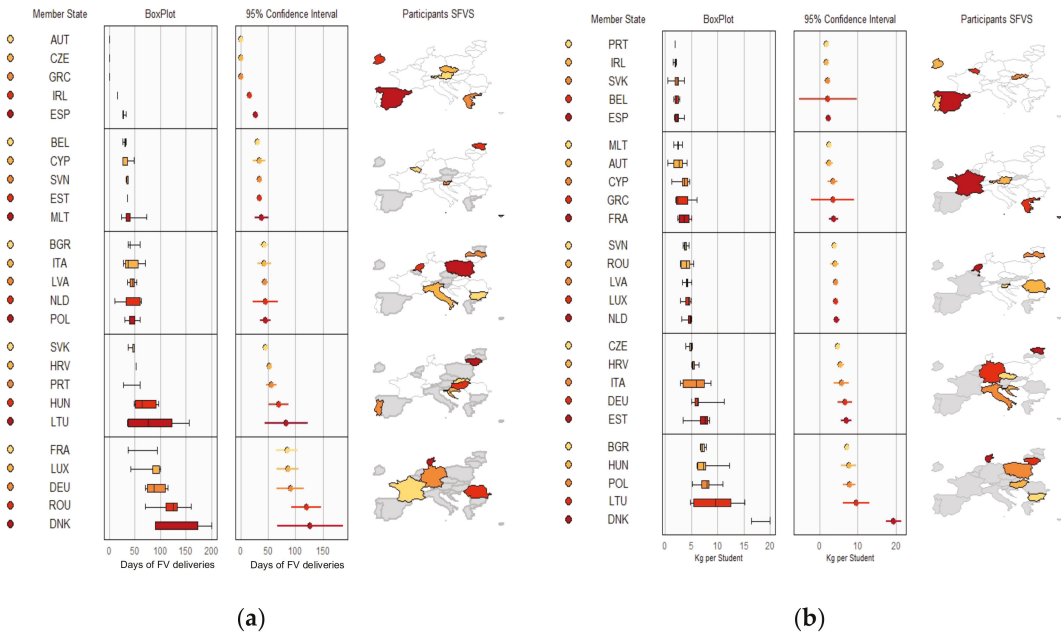 Member State BoxPlot 95% Confidence Interval Participants SFVS
AUT
CZE
GRC
IRL
ESP
BEL
CYP
SVN
EST
MLT
BGR
ITA
LVA
NLD
POL
SVK
HRV
PRT
HUN
LTU
FRA
LUX
DEU
ROU
DNK
0 50 100 150 200 0 50 100 150
Days of FV deliveries Days of FV deliveries
(a)
Member State BoxPlot 95% Confidence Interval Participants SFVS
PRT
IRL
SVK
BEL
ESP
MLT
AUT
CYP
GRC
FRA
SVN
ROU
LVA
LUX
NLD
CZE
HRV
ITA
DEU
EST
BGR
HUN
POL
LTU
DNK
0 5 10 15 20 0 5 10 15 20
Kg per Student Kg per Student
(b)